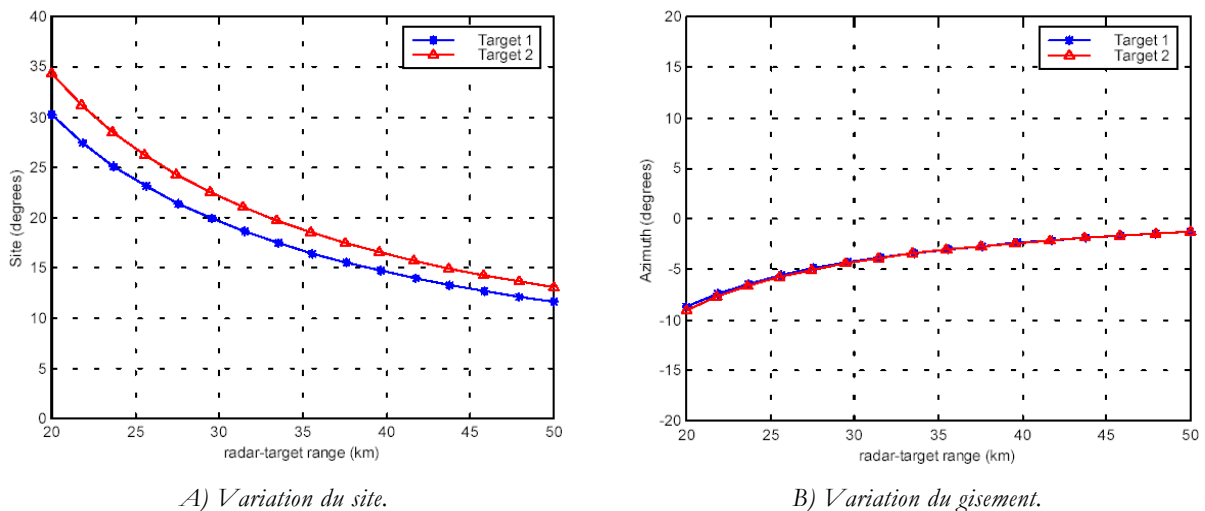 40
35
30
25
20
15
10
5
0
Site (degrees)
Target 1
Target 2
20 25 30 35 40 45 50
radar-target range (km)
A) Variation du site.
20
15
10
5
0
-5
-10
-15
-20
Azimuth (degrees)
Target 1
Target 2
20 25 30 35 40 45 50
radar-target range (km)
B) Variation du gisement.